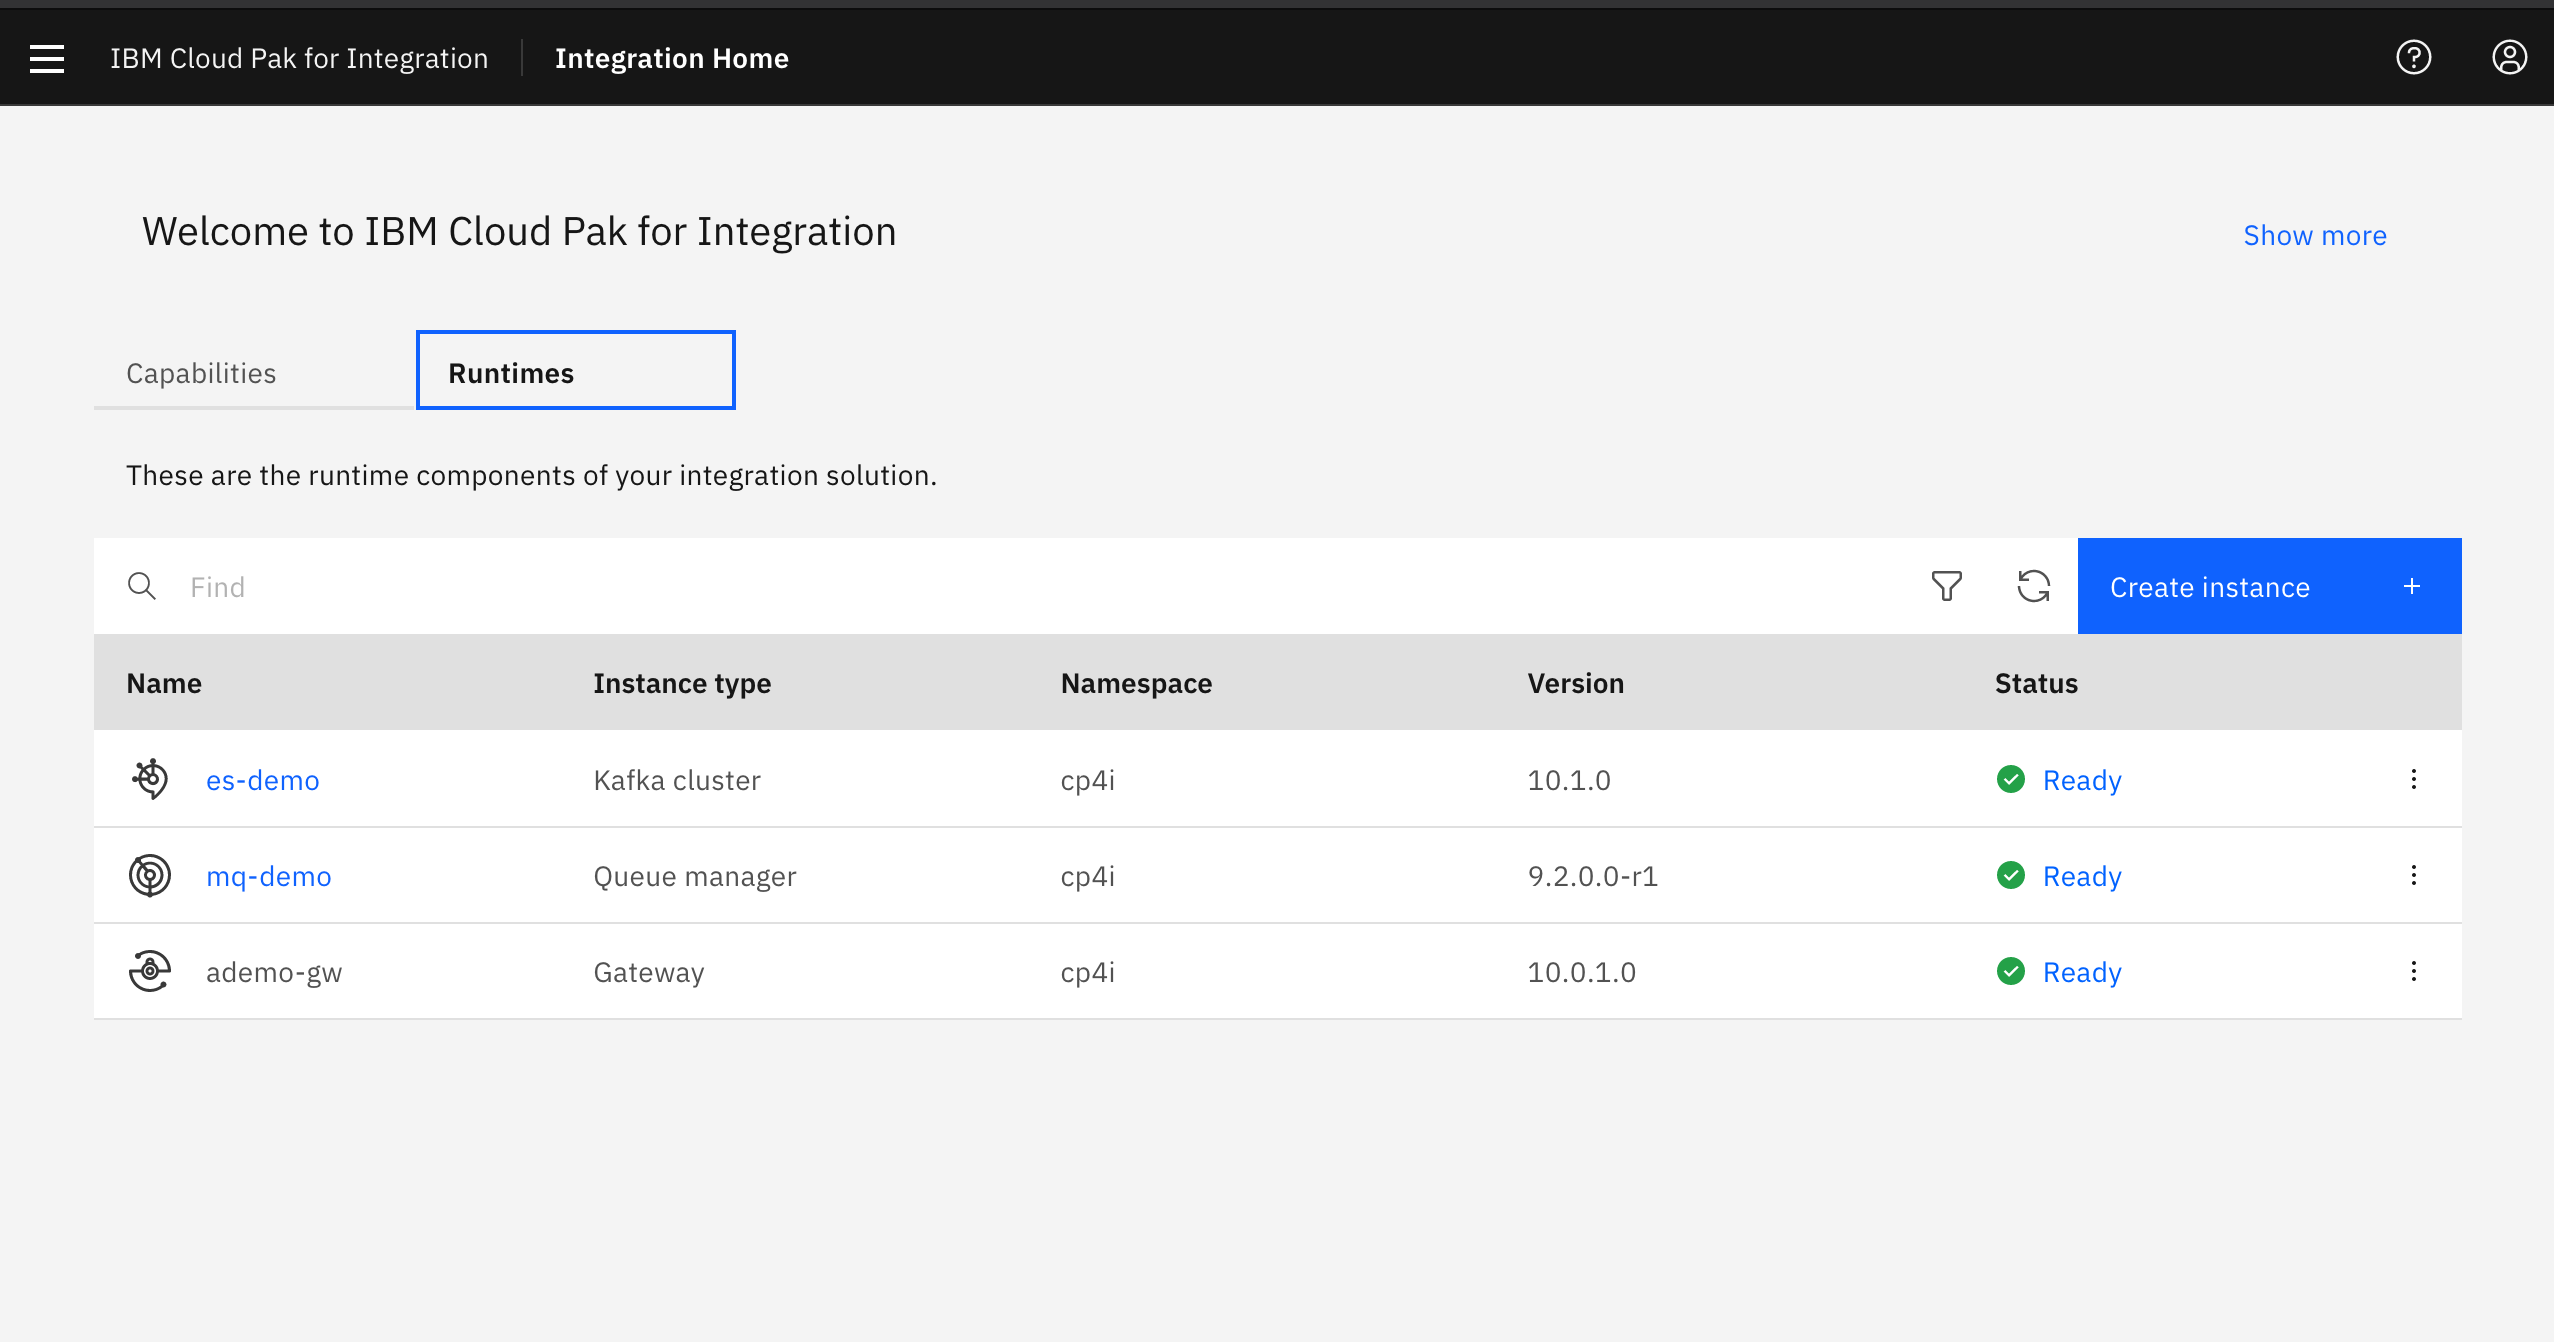 IBM Cloud Pak for Integration Integration Home
Welcome to IBM Cloud Pak for Integration Show more
Capabilities Runtimes
These are the runtime components of your integration solution.
Find Create instance +
Name Instance type Namespace Version Status
es-demo Kafka cluster cp4i 10.1.0 Ready
mq-demo Queue manager cp4i 9.2.0.0-r1 Ready
ademo-gw Gateway cp4i 10.0.1.0 Ready